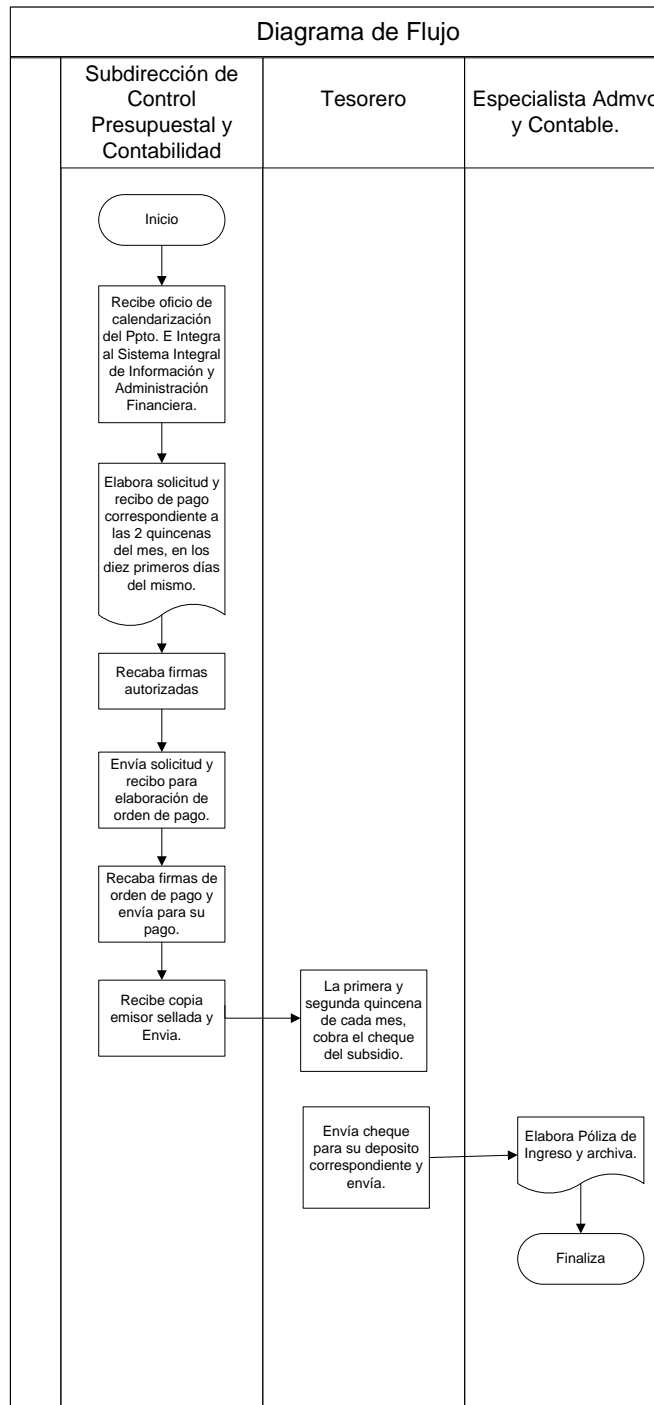 Diagrama de Flujo
Subdirección de
Control
Presupuestal y
Contabilidad
Tesorero
Especialista Admvo
y Contable.
Inicio
Recibe oficio de
calendarización
del Ppto. E Integra
al Sistema Integral
de Información y
Administración
Financiera.
Elabora solicitud y
recibo de pago
correspondiente a
las 2 quincenas
del mes, en los
diez primeros días
del mismo.
Recaba firmas
autorizadas
Envía solicitud y
recibo para
elaboración de
orden de pago.
Recaba firmas de
orden de pago y
envía para su
pago.
Recibe copia
emisor sellada y
Envia.
La primera y
segunda quincena
de cada mes,
cobra el cheque
del subsidio.
Envía cheque
para su deposito
correspondiente y
envía.
Elabora Póliza de
Ingreso y archiva.
Finaliza